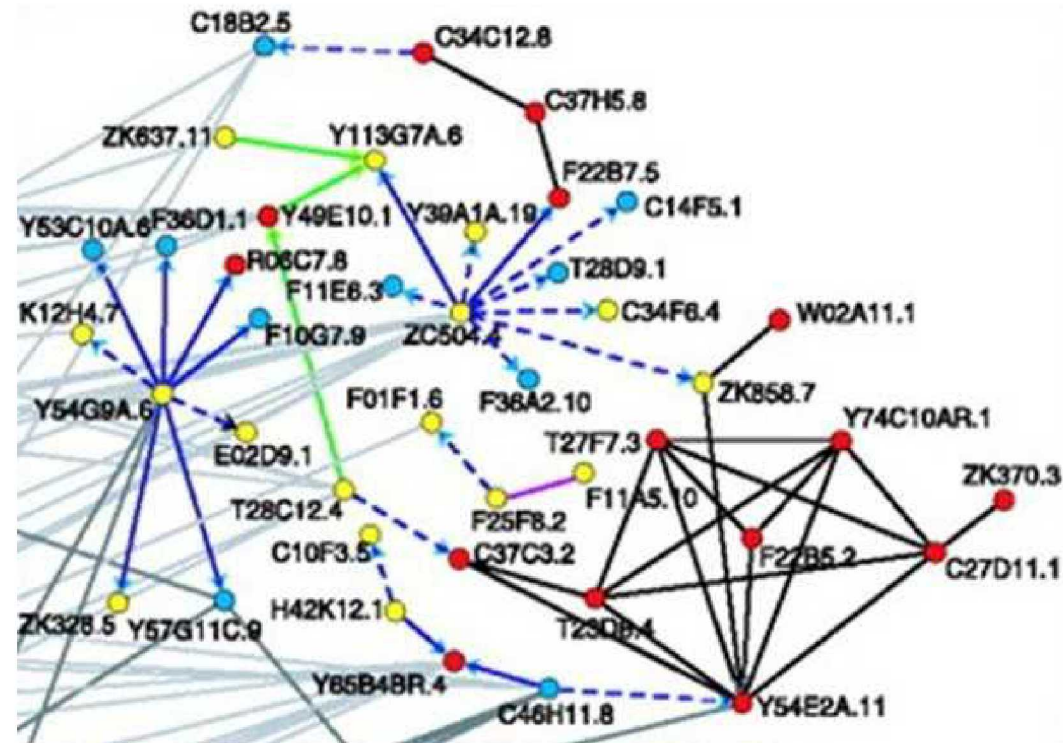 C18B2.5
C34C12.8
C37H5.8
ZK637.11
Y113G7A.6
F22B7.5
C14F5.1
Y53C10A.6
F36D1.1
Y49E10.1
Y39A1A.19
R06C7.8
T28D9.1
F11E6.3
K12H4.7
F10G7.9
ZC504.4
C34F6.4
W02A11.1
ZK858.7
F36A2.10
Y54G9A.6
F01F1.6
Y74C10AR.1
T27F7.3
E02D9.1
ZK370.3
F11A5.10
T28C12.4
F25F8.2
C10F3.5
C37C3.2
F22B5.2
C27D11.1
H42K12.1
ZK328.5
Y57G11C.9
T23D8.4
Y65B4BR.4
C46H11.8
Y54E2A.11